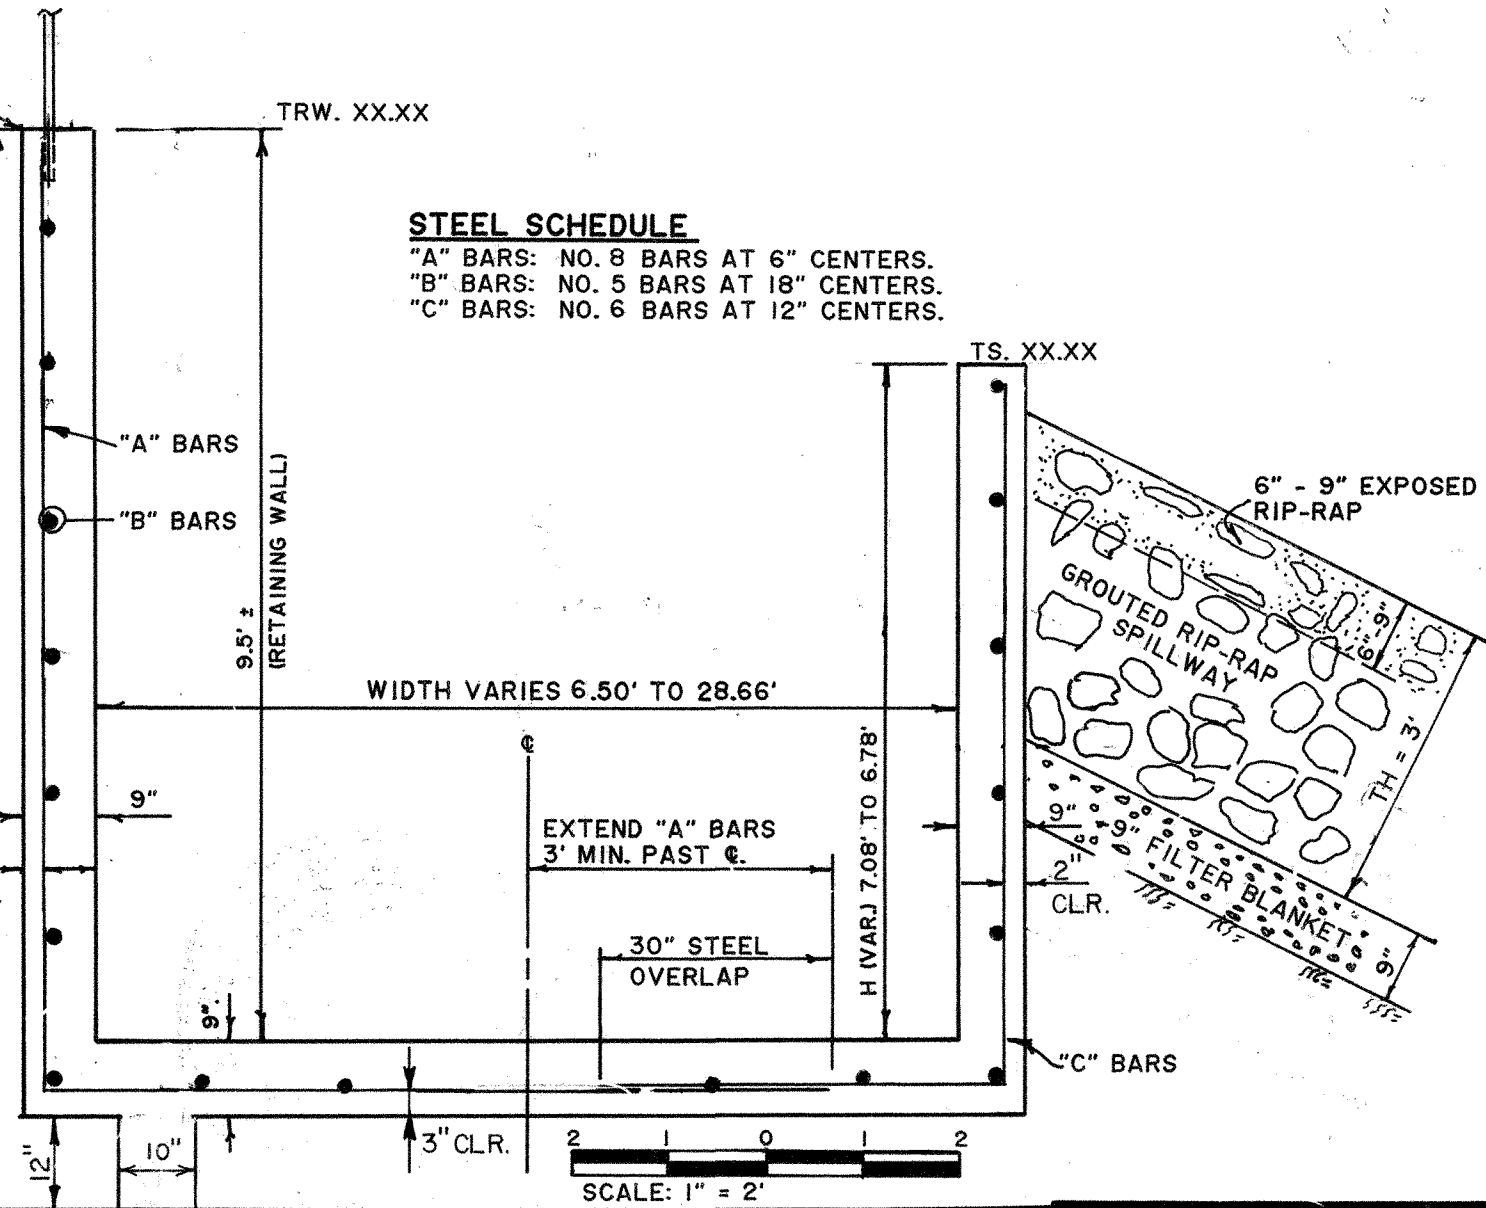 TRW. XX.XX
STEEL SCHEDULE
"A" BARS: NO. 8 BARS AT 6" CENTERS.
"B" BARS: NO. 5 BARS AT 18" CENTERS.
"C" BARS: NO. 6 BARS AT 12" CENTERS.
TS. XX.XX
"A" BARS
"B" BARS
9.5' ±
(RETAINING WALL)
6" - 9" EXPOSED
RIP-RAP
GROUTED RIP-RAP
SPILLWAY
6"-9"
TH = 3'
WIDTH VARIES 6.50' TO 28.66'
℄
H (VAR.) 7.08' TO 6.78'
9"
EXTEND "A" BARS
3' MIN. PAST ℄.
9"
9" FILTER BLANKET
9"
2"
CLR.
30" STEEL
OVERLAP
9".
"C" BARS
3" CLR.
12"
10"
2 1 0 1 2
SCALE: 1" = 2'